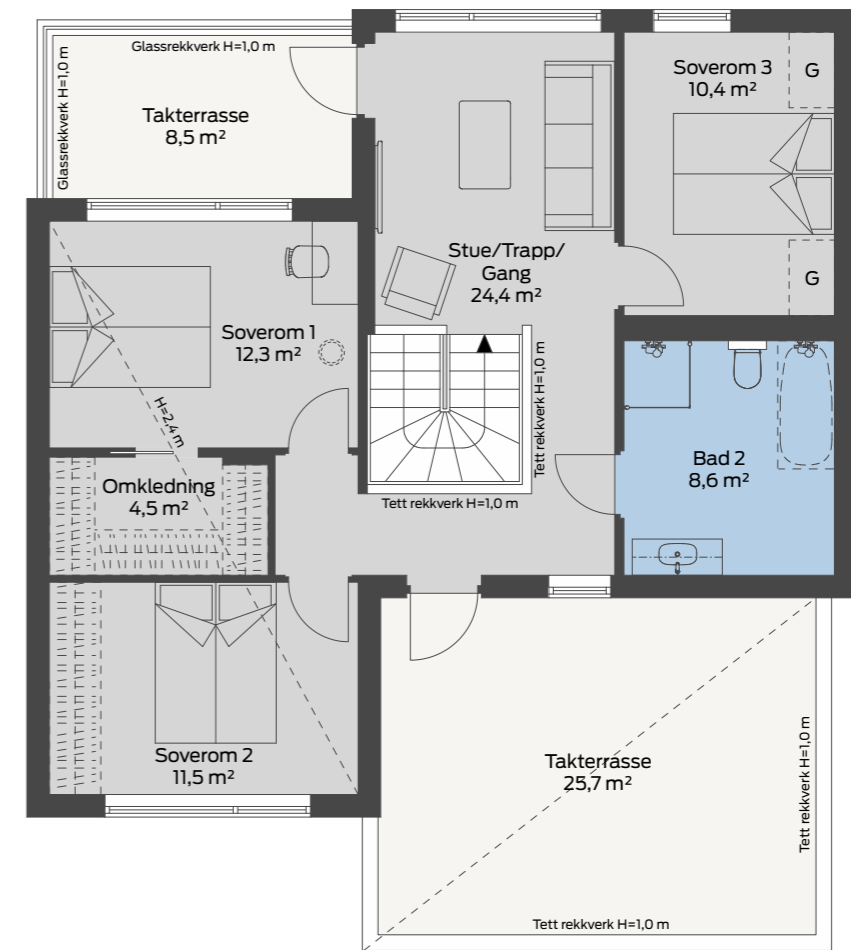 Glassrekkverk H=1,0 m
Glassrekkverk H=1,0 m
Takterrasse
8,5 m²
Soverom 3
10,4 m²
G
G
Stue/Trapp/
Gang
24,4 m²
Soverom 1
12,3 m²
H=2,4 m
Tett rekkverk H=1,0 m
Tett rekkverk H=1,0 m
Bad 2
8,6 m²
Omkledning
4,5 m²
Soverom 2
11,5 m²
Takterrasse
25,7 m²
Tett rekkverk H=1,0 m
Tett rekkverk H=1,0 m